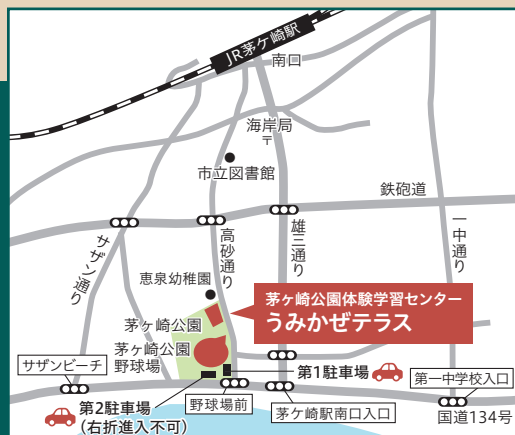 JR茅ケ崎駅
南口
海岸局
〒
市立図書館
鉄砲道
サザン通り
高砂通り
雄三通り
一中通り
恵泉幼稚園
茅ヶ崎公園体験学習センター
うみかぜテラス
茅ヶ崎公園
茅ヶ崎公園
野球場
第1駐車場
サザンビーチ
第一中学校入口
第2駐車場
(右折進入不可)
野球場前
茅ヶ崎駅南口入口
国道134号